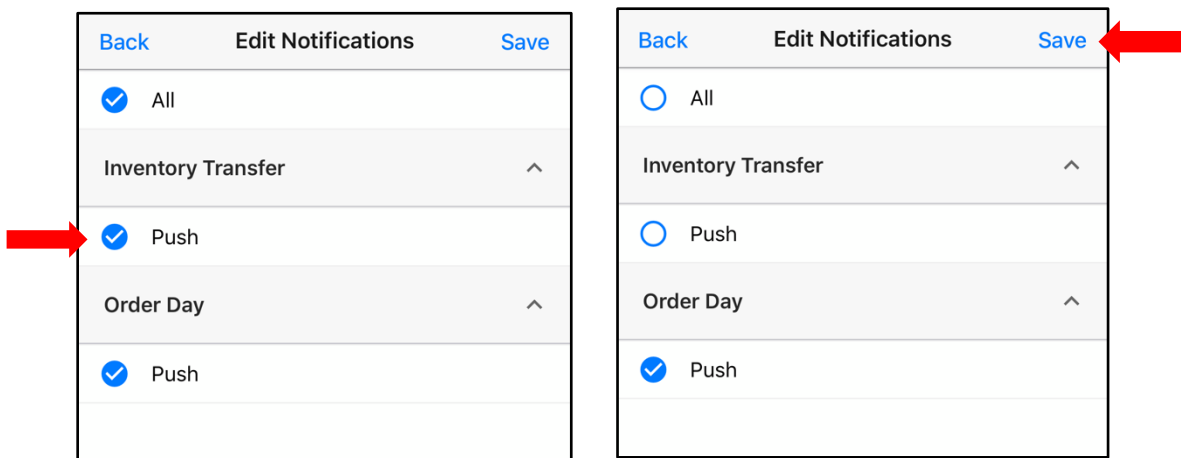 Back Edit Notifications Save
All
Inventory Transfer
Push
Order Day
Push
Back Edit Notifications Save
All
Inventory Transfer
Push
Order Day
Push